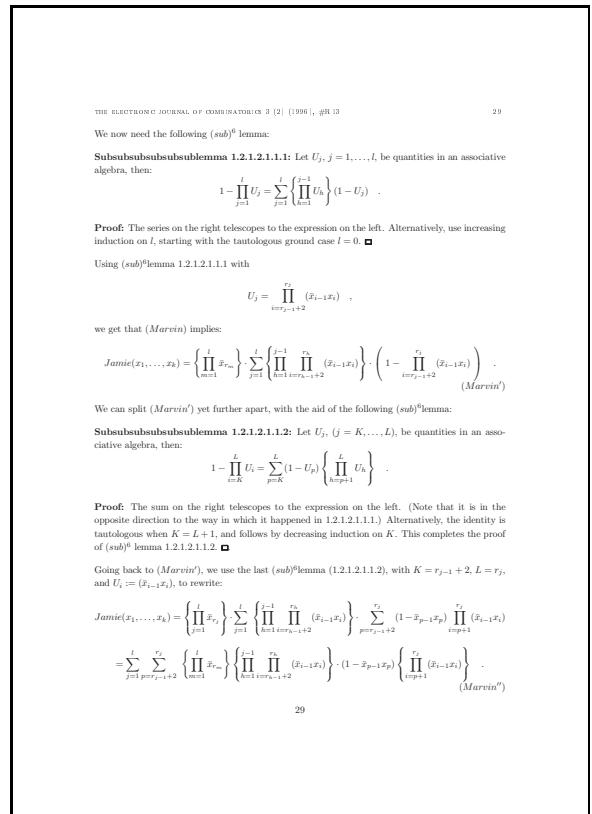 THE ELECTRONIC JOURNAL OF COMBINATORICS 3 (2) (1996), #R13 29
We now need the following (sub)⁶ lemma:
Subsubsubsubsubsublemma 1.2.1.2.1.1.1: Let U_j, j = 1, . . . , l, be quantities in an associative
algebra, then:
1 − ∏_{j=1}^{l} U_j = ∑_{j=1}^{l} { ∏_{h=1}^{j−1} U_h } (1 − U_j) .
Proof: The series on the right telescopes to the expression on the left. Alternatively, use increasing
induction on l, starting with the tautologous ground case l = 0.
Using (sub)⁶lemma 1.2.1.2.1.1.1 with
U_j = ∏_{i=r_{j−1}+2}^{r_j} (x̄_{i−1}x_i) ,
we get that (Marvin) implies:
Jamie(x_1, . . . , x_k) = { ∏_{m=1}^{l} x̄_{r_m} } · ∑_{j=1}^{l} { ∏_{h=1}^{j−1} ∏_{i=r_{h−1}+2}^{r_h} (x̄_{i−1}x_i) } · ( 1 − ∏_{i=r_{j−1}+2}^{r_j} (x̄_{i−1}x_i) ) .
(Marvin′)
We can split (Marvin′) yet further apart, with the aid of the following (sub)⁶lemma:
Subsubsubsubsubsublemma 1.2.1.2.1.1.2: Let U_j, (j = K, . . . , L), be quantities in an asso-
ciative algebra, then:
1 − ∏_{i=K}^{L} U_i = ∑_{p=K}^{L} (1 − U_p) { ∏_{h=p+1}^{L} U_h } .
Proof: The sum on the right telescopes to the expression on the left. (Note that it is in the
opposite direction to the way in which it happened in 1.2.1.2.1.1.1.) Alternatively, the identity is
tautologous when K = L + 1, and follows by decreasing induction on K. This completes the proof
of (sub)⁶ lemma 1.2.1.2.1.1.2.
Going back to (Marvin′), we use the last (sub)⁶lemma (1.2.1.2.1.1.2), with K = r_{j−1} + 2, L = r_j,
and U_i := (x̄_{i−1}x_i), to rewrite:
Jamie(x_1, . . . , x_k) = { ∏_{j=1}^{l} x̄_{r_j} } · ∑_{j=1}^{l} { ∏_{h=1}^{j−1} ∏_{i=r_{h−1}+2}^{r_h} (x̄_{i−1}x_i) } · ∑_{p=r_{j−1}+2}^{r_j} (1 − x̄_{p−1}x_p) ∏_{i=p+1}^{r_j} (x̄_{i−1}x_i)
= ∑_{j=1}^{l} ∑_{p=r_{j−1}+2}^{r_j} { ∏_{m=1}^{l} x̄_{r_m} } { ∏_{h=1}^{j−1} ∏_{i=r_{h−1}+2}^{r_h} (x̄_{i−1}x_i) } · (1 − x̄_{p−1}x_p) { ∏_{i=p+1}^{r_j} (x̄_{i−1}x_i) } .
(Marvin″)
29